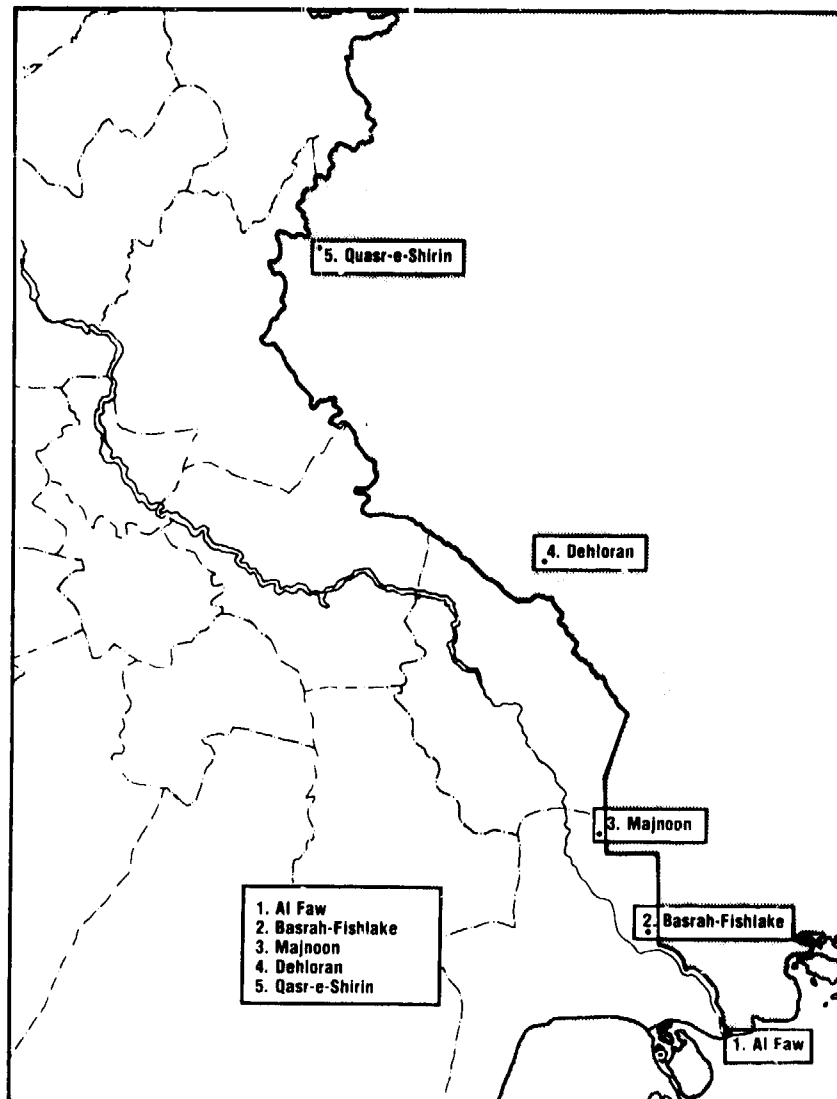 5. Quasr-e-Shirin
4. Dehloran
3. Majnoon
2. Basrah-Fishlake
1. Al Faw
1. Al Faw
2. Basrah-Fishlake
3. Majnoon
4. Dehloran
5. Qasr-e-Shirin